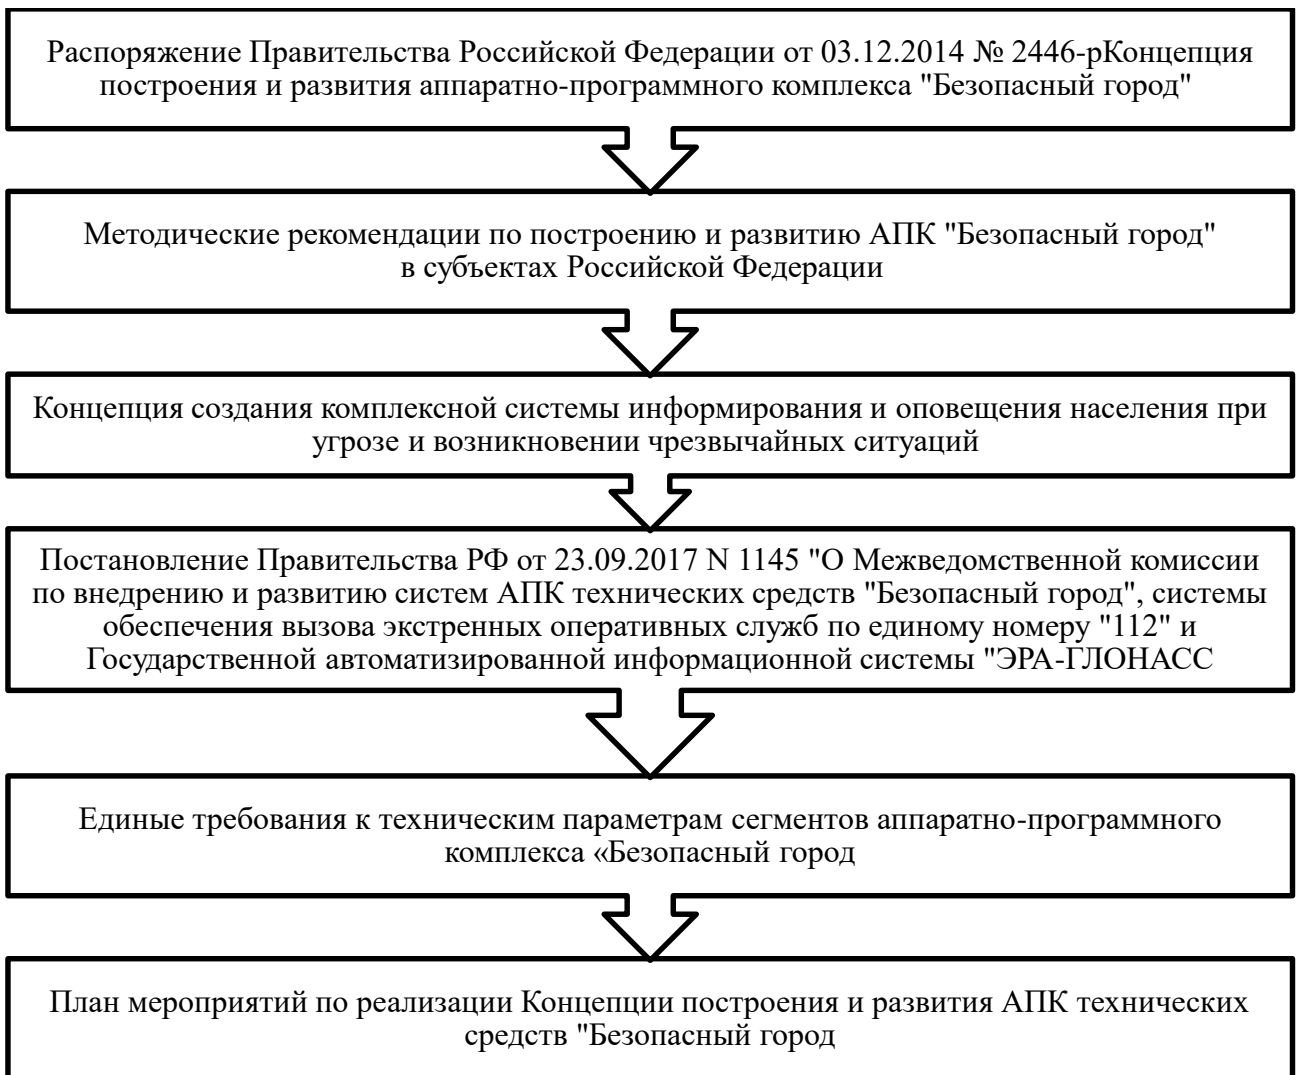 Распоряжение Правительства Российской Федерации от 03.12.2014 № 2446-рКонцепция
построения и развития аппаратно-программного комплекса "Безопасный город"
Методические рекомендации по построению и развитию АПК "Безопасный город"
в субъектах Российской Федерации
Концепция создания комплексной системы информирования и оповещения населения при
угрозе и возникновении чрезвычайных ситуаций
Постановление Правительства РФ от 23.09.2017 N 1145 "О Межведомственной комиссии
по внедрению и развитию систем АПК технических средств "Безопасный город", системы
обеспечения вызова экстренных оперативных служб по единому номеру "112" и
Государственной автоматизированной информационной системы "ЭРА-ГЛОНАСС
Единые требования к техническим параметрам сегментов аппаратно-программного
комплекса «Безопасный город
План мероприятий по реализации Концепции построения и развития АПК технических
средств "Безопасный город